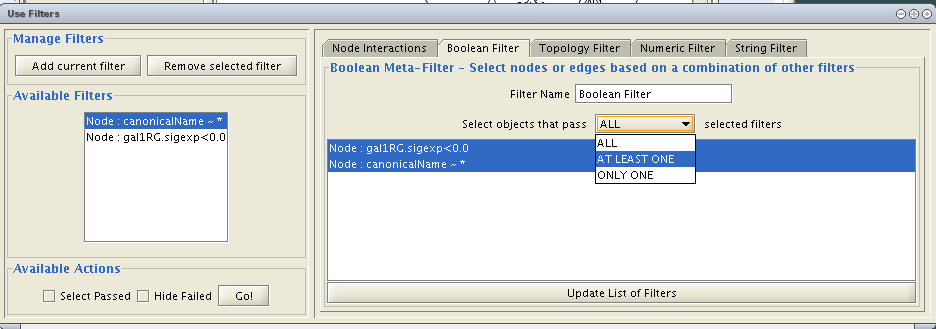 Use Filters
Manage Filters
Add current filter
Remove selected filter
Available Filters
Node : canonicalName ~ *
Node : gal1RG.sigexp<0.0
Available Actions
Select Passed
Hide Failed
Go!
Node Interactions
Boolean Filter
Topology Filter
Numeric Filter
String Filter
Boolean Meta-Filter - Select nodes or edges based on a combination of other filters
Filter Name Boolean Filter
Select objects that pass ALL selected filters
ALL
AT LEAST ONE
ONLY ONE
Node : gal1RG.sigexp<0.0
Node : canonicalName ~ *
Update List of Filters